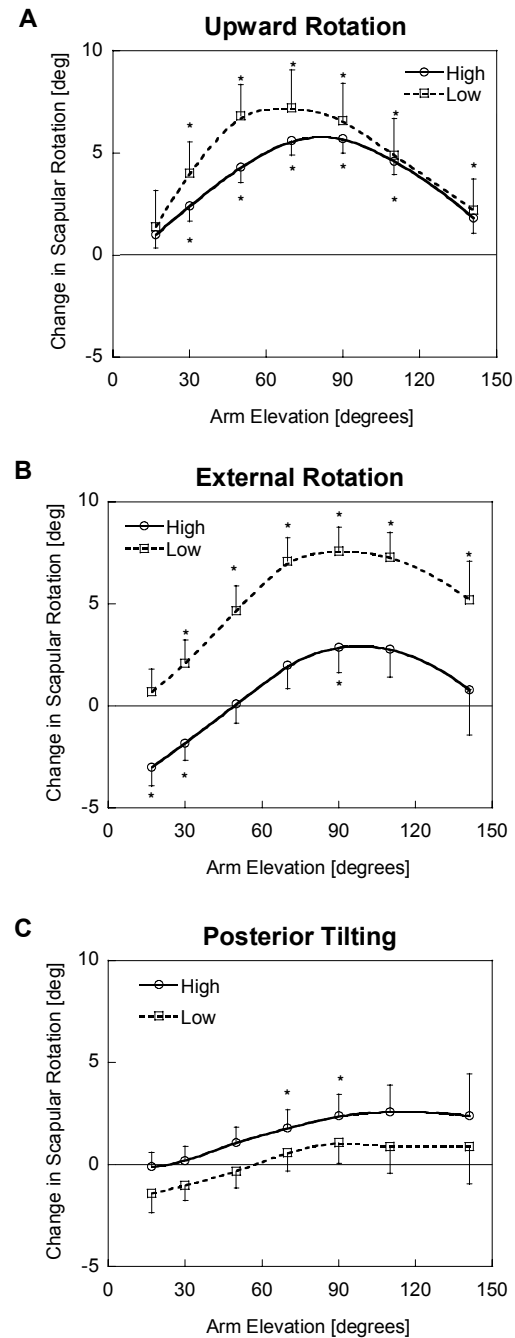 A
Upward Rotation
Change in Scapular Rotation [deg]
10
5
0
-5
High
Low
* * * * * *
* * * * *
0 30 60 90 120 150
Arm Elevation [degrees]
B
External Rotation
Change in Scapular Rotation [deg]
10
5
0
-5
High
Low
* * * * * *
* * *
0 30 60 90 120 150
Arm Elevation [degrees]
C
Posterior Tilting
Change in Scapular Rotation [deg]
10
5
0
-5
High
Low
* *
0 30 60 90 120 150
Arm Elevation [degrees]